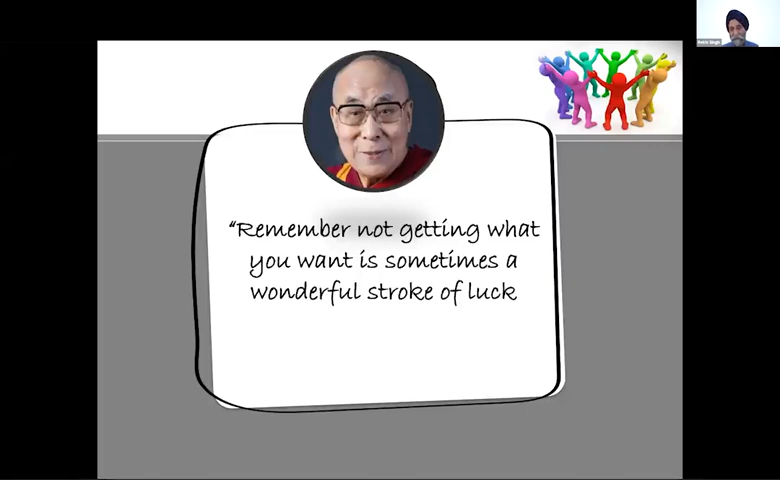 “Remember not getting what
you want is sometimes a
wonderful stroke of luck